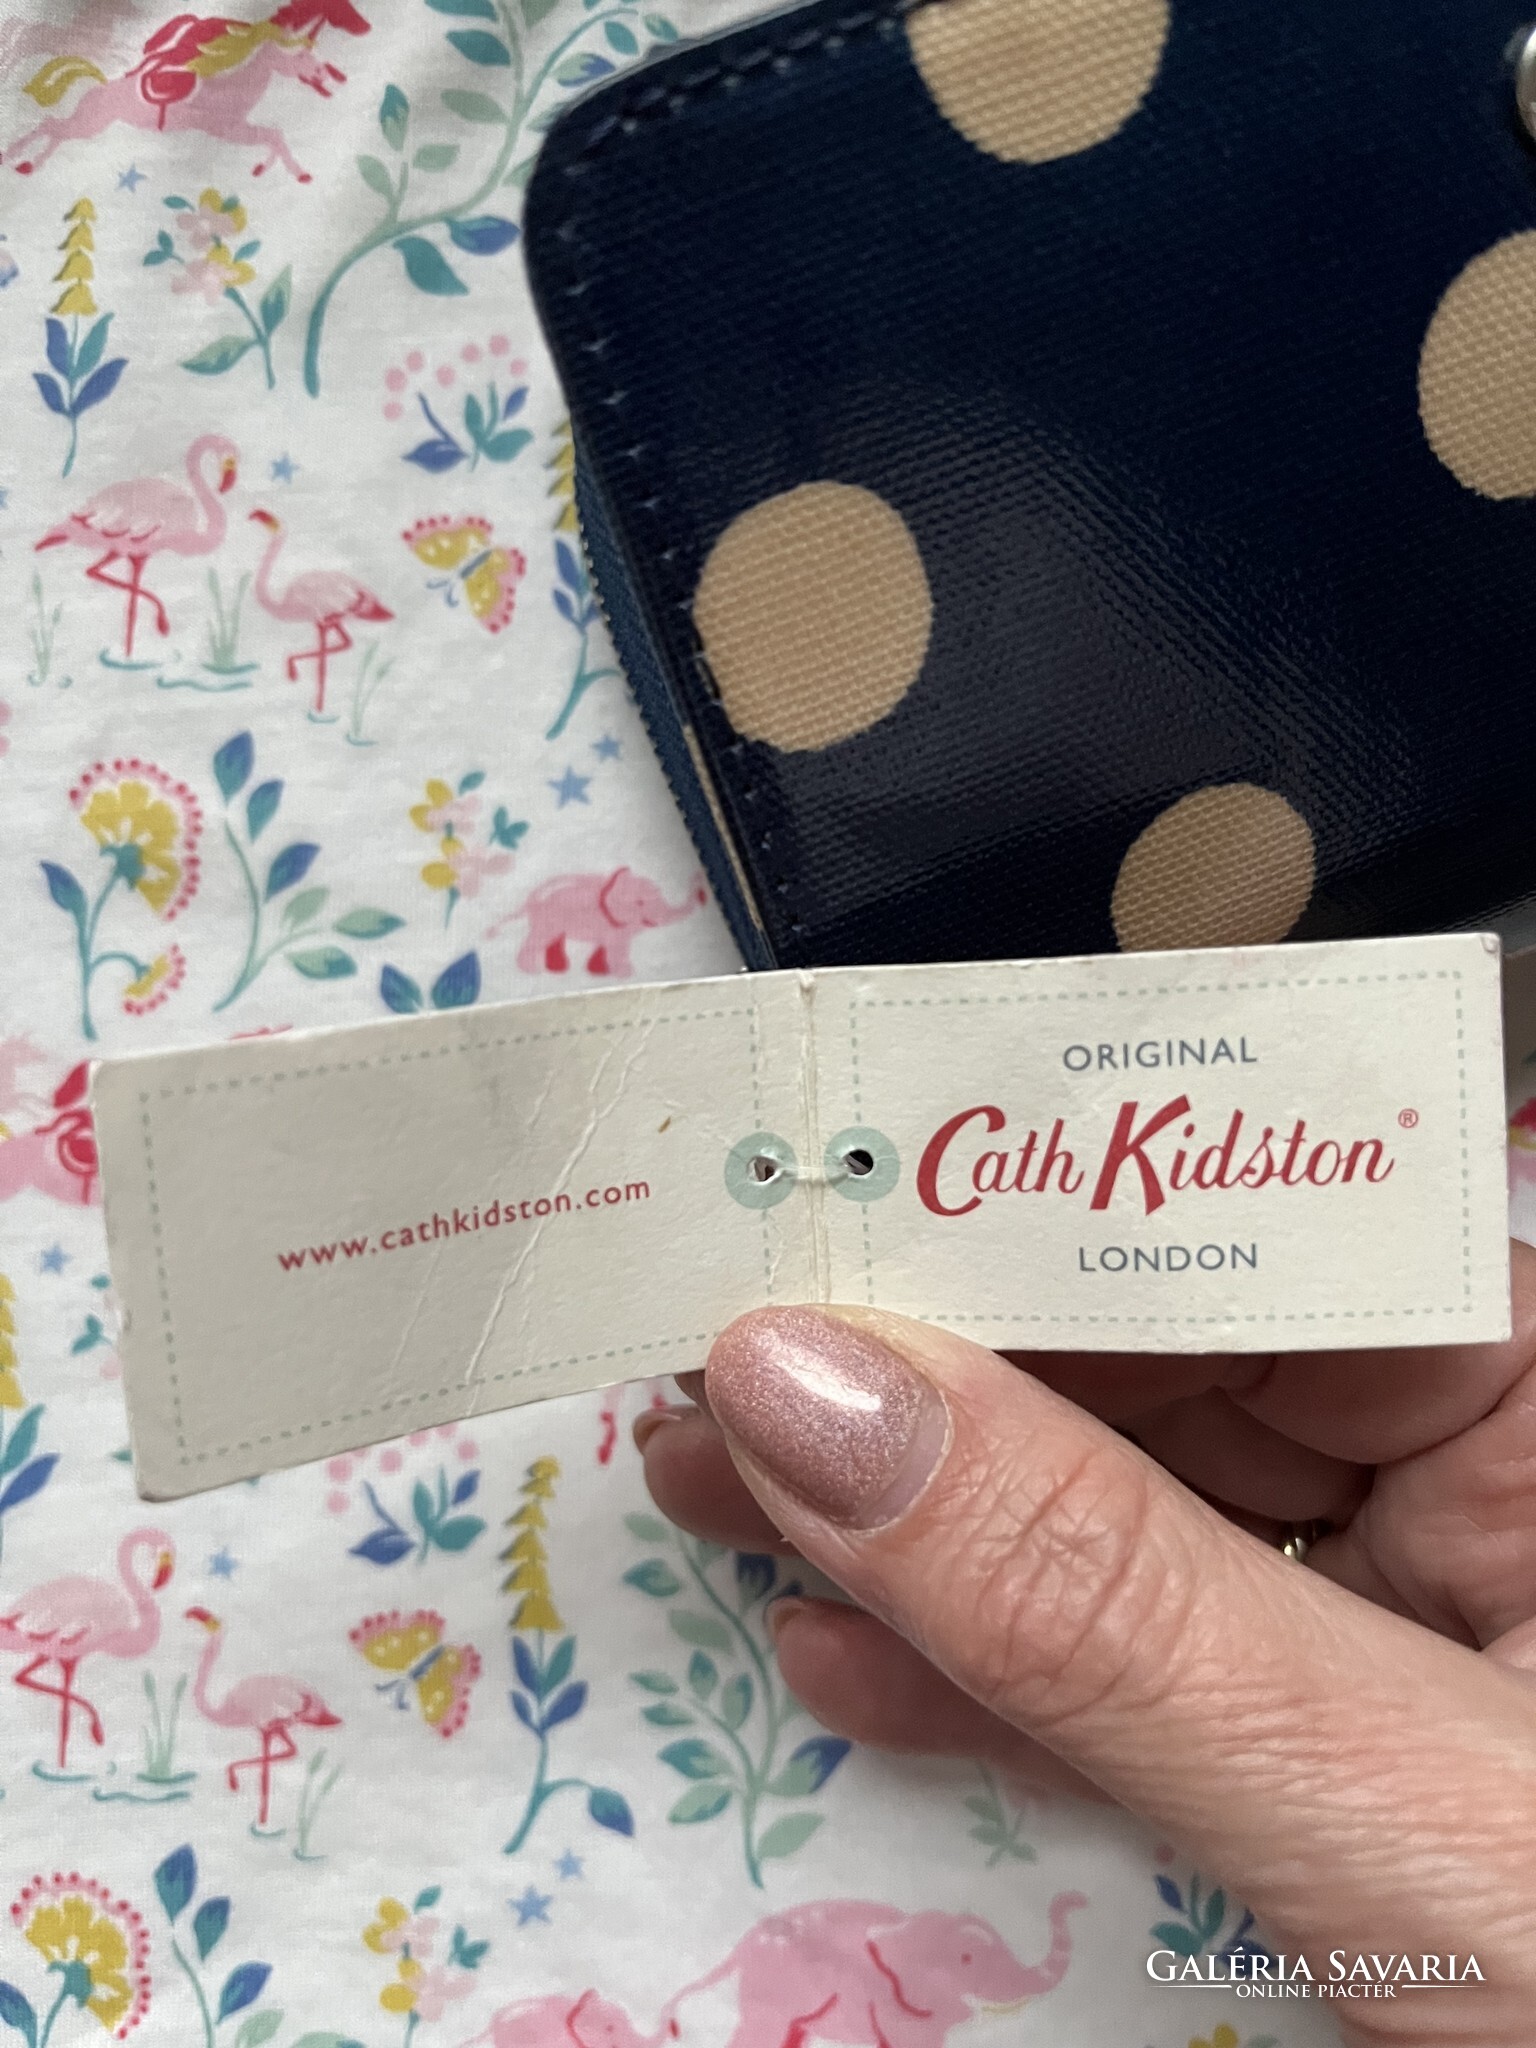 www.cathkidston.com
ORIGINAL
Cath Kidston®
LONDON
GALÉRIA SAVARIA
ONLINE PIACTÉR